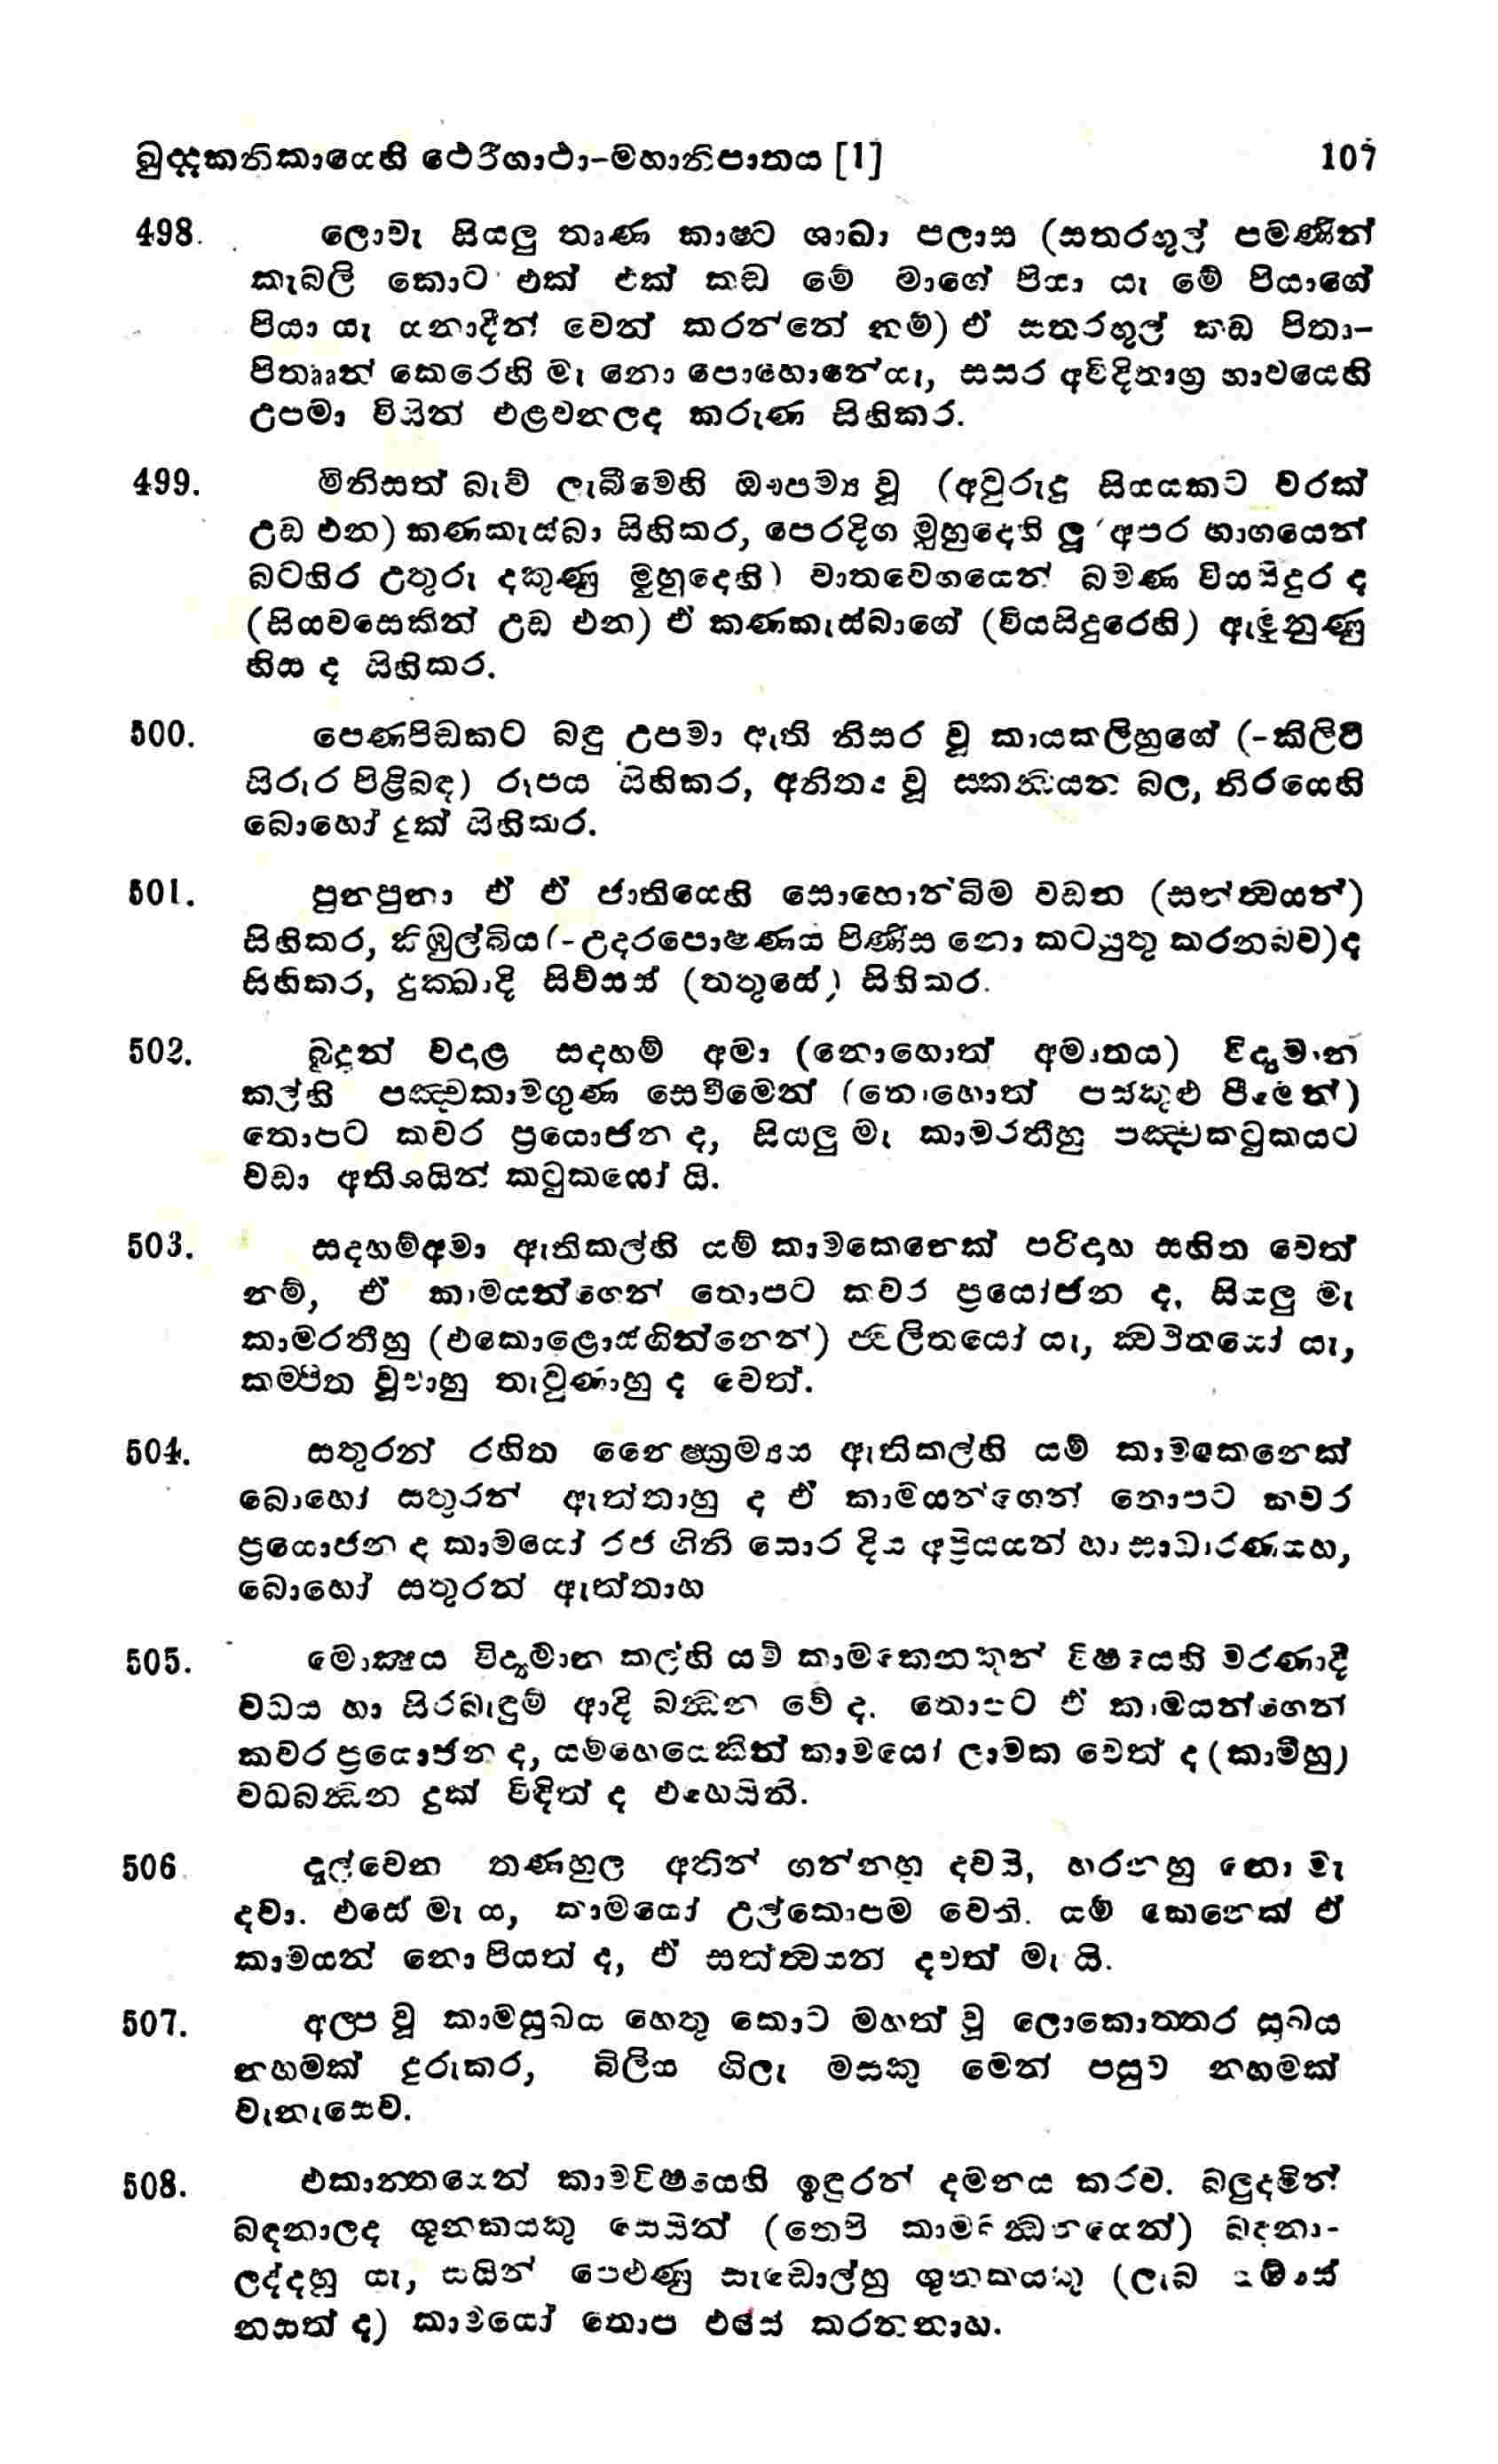 ඛුද්දකනිකායෙහි ථෙරීගාථා-මහානිපාතය [1] 107
498. ලොවැ සියලු තෘණ කාෂ්ට ශාඛා පලාස (සතරඟුල් පමණින්
කැබලි කොට එක් එක් කඩ මේ මාගේ පියා යැ මේ පියාගේ
පියා යැ යනාදීන් වෙන් කරන්නේ නම්) ඒ සතරඟුල් කඩ පිතා-
පිතෲන් කෙරෙහි මැ නො පොහොනේයැ, සසර අවිදිතාග්‍ර භාවයෙහි
උපමා විසින් එළවනලද කරුණ සිහිකර.
499. මිනිසත් බැව් ලැබීමෙහි ඖපම්‍ය වූ (අවුරුදු සියයකට වරක්
උඩ එන) කණකැස්බා සිහිකර, පෙරදිග මුහුදෙහි ලූ අපර භාගයෙන්
බටහිර උතුරු දකුණු මුහුදෙහි) වාතවෙගයෙන් බමණ වියසිදුර ද
(සියවසෙකින් උඩ එන) ඒ කණකැස්බාගේ (වියසිදුරෙහි) ඇඳුනුණු
හිස ද සිහිකර.
500. පෙණපිඩකට බඳු උපමා ඇති නිසර වූ කායකලිහුගේ (-කිලිටි
සිරුර පිළිබඳ) රූපය සිහිකර, අනිත්‍ය වූ ස්කන්‍ධයන බල, නිරයෙහි
බොහෝ දුක් සිහිකර.
501. පුනපුනා ඒ ඒ ජාතියෙහි සොහොන්බිම වඩන (සත්ත්‍වයන්)
සිහිකර, කිඹුල්බිය (-උදරපොෂණය පිණිස නො කටයුතු කරනබව) ද
සිහිකර, දුක්ඛාදි සිව්සස් (තතුසේ) සිහිකර.
502. බුදුන් වදාළ සදහම් අමා (නොහොත් අමෘතය) විද්‍යමාන
කල්හි පඤ්චකාමගුණ සෙවීමෙන් (නොහොත් පස්කුළු පීමෙන්)
තොපට කවර ප්‍රයොජන ද, සියලු මැ කාමරතීහු පඤ්චකටුකයට
වඩා අතිශයින් කටුකයෝ යි.
503. සදහම්අමා ඇතිකල්හි යම් කාමකෙනෙක් පරිදාහ සහිත වෙත්
නම්, ඒ කාමයන්ගෙන් තොපට කවර ප්‍රයෝජන ද, සියලු මැ
කාමරතීහු (එකොළොස්ගින්නෙන්) ජ්වලිතයෝ යැ, ක්වථිතයෝ යැ,
කම්පිත වූවාහු තැවුණාහු ද වෙත්.
504. සතුරන් රහිත නෛෂ්ක්‍රම්‍යය ඇතිකල්හි යම් කාමකෙනෙක්
බොහෝ සතුරන් ඇත්තාහු ද ඒ කාමයන්ගෙන් තොපට කවර
ප්‍රයොජන ද කාමයෝ රජ ගිනි සොර දිය අප්‍රියයන් හා සාධාරණයහ,
බොහෝ සතුරන් ඇත්තාහ
505. මොක්‍ෂය විද්‍යමාන කල්හි යම් කාමකෙනකුන් විෂයයෙහි මරණාදී
වධය හා සිරබැඳුම් ආදි බන්‍ධන වේ ද. තොපට ඒ කාමයන්ගෙන්
කවර ප්‍රයොජන ද, යම්හෙයෙකින් කාමයෝ ලාමක වෙත් ද (කාමීහු)
වධබන්‍ධන දුක් විඳිත් ද එහෙයිනි.
506. දුල්වෙන තණහුල අතින් ගන්නහු දවයි, හරනහු නො මැ
දවා. එසේ මැ ය, කාමයෝ උල්කොපම වෙති. යම් කෙනෙක් ඒ
කාමයන් නො පියත් ද, ඒ සත්ත්‍වයන් දවත් මැ යි.
507. අල්ප වූ කාමසුඛය හෙතු කොට මහත් වූ ලොකොත්තර සුඛය
නහමක් දුරුකර, බිලිය ගිලැ මසකු මෙන් පසුව නහමක්
වැනැසෙව.
508. එකාන්තයෙන් කාමවිෂයයෙහි ඉඳුරන් දමනය කරව. බලුදමින්
බඳනාලද ශුනකයකු සෙයින් (තෙපි කාමබන්‍ධනයෙන්) බඳනා-
ලද්දහු යැ, සයින් පෙළුණු සැඬොල්හු ශුනකයකු (ලැබ යම්සේ
නසත් ද) කාමයෝ තොප එසේ කරන්නාහ.